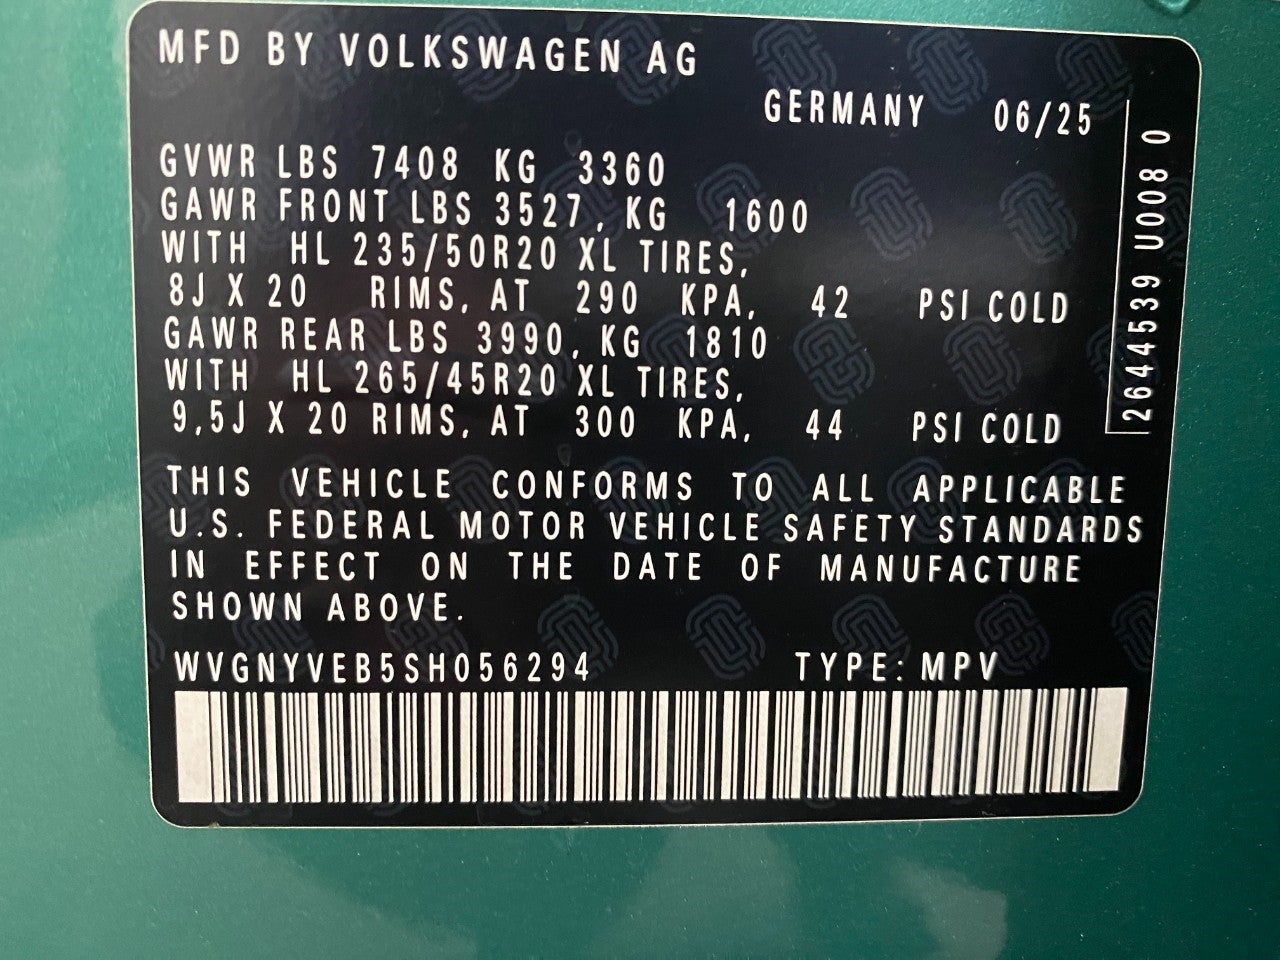 MFD BY VOLKSWAGEN AG
GERMANY 06/25
GVWR LBS 7408 KG 3360
GAWR FRONT LBS 3527, KG 1600
WITH HL 235/50R20 XL TIRES,
8J X 20 RIMS, AT 290 KPA, 42 PSI COLD
GAWR REAR LBS 3990, KG 1810
WITH HL 265/45R20 XL TIRES,
9,5J X 20 RIMS, AT 300 KPA, 44 PSI COLD
THIS VEHICLE CONFORMS TO ALL APPLICABLE
U.S. FEDERAL MOTOR VEHICLE SAFETY STANDARDS
IN EFFECT ON THE DATE OF MANUFACTURE
SHOWN ABOVE.
WVGNYVEB5SH056294 TYPE: MPV
2644539 U008 0